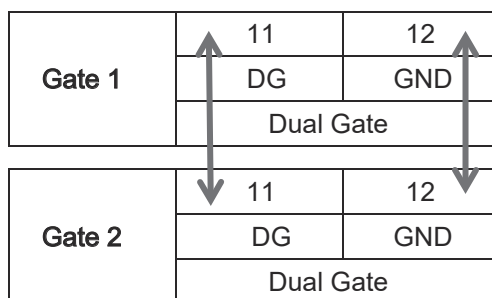 11 12
Gate 1 DG GND
Dual Gate
11 12
Gate 2 DG GND
Dual Gate